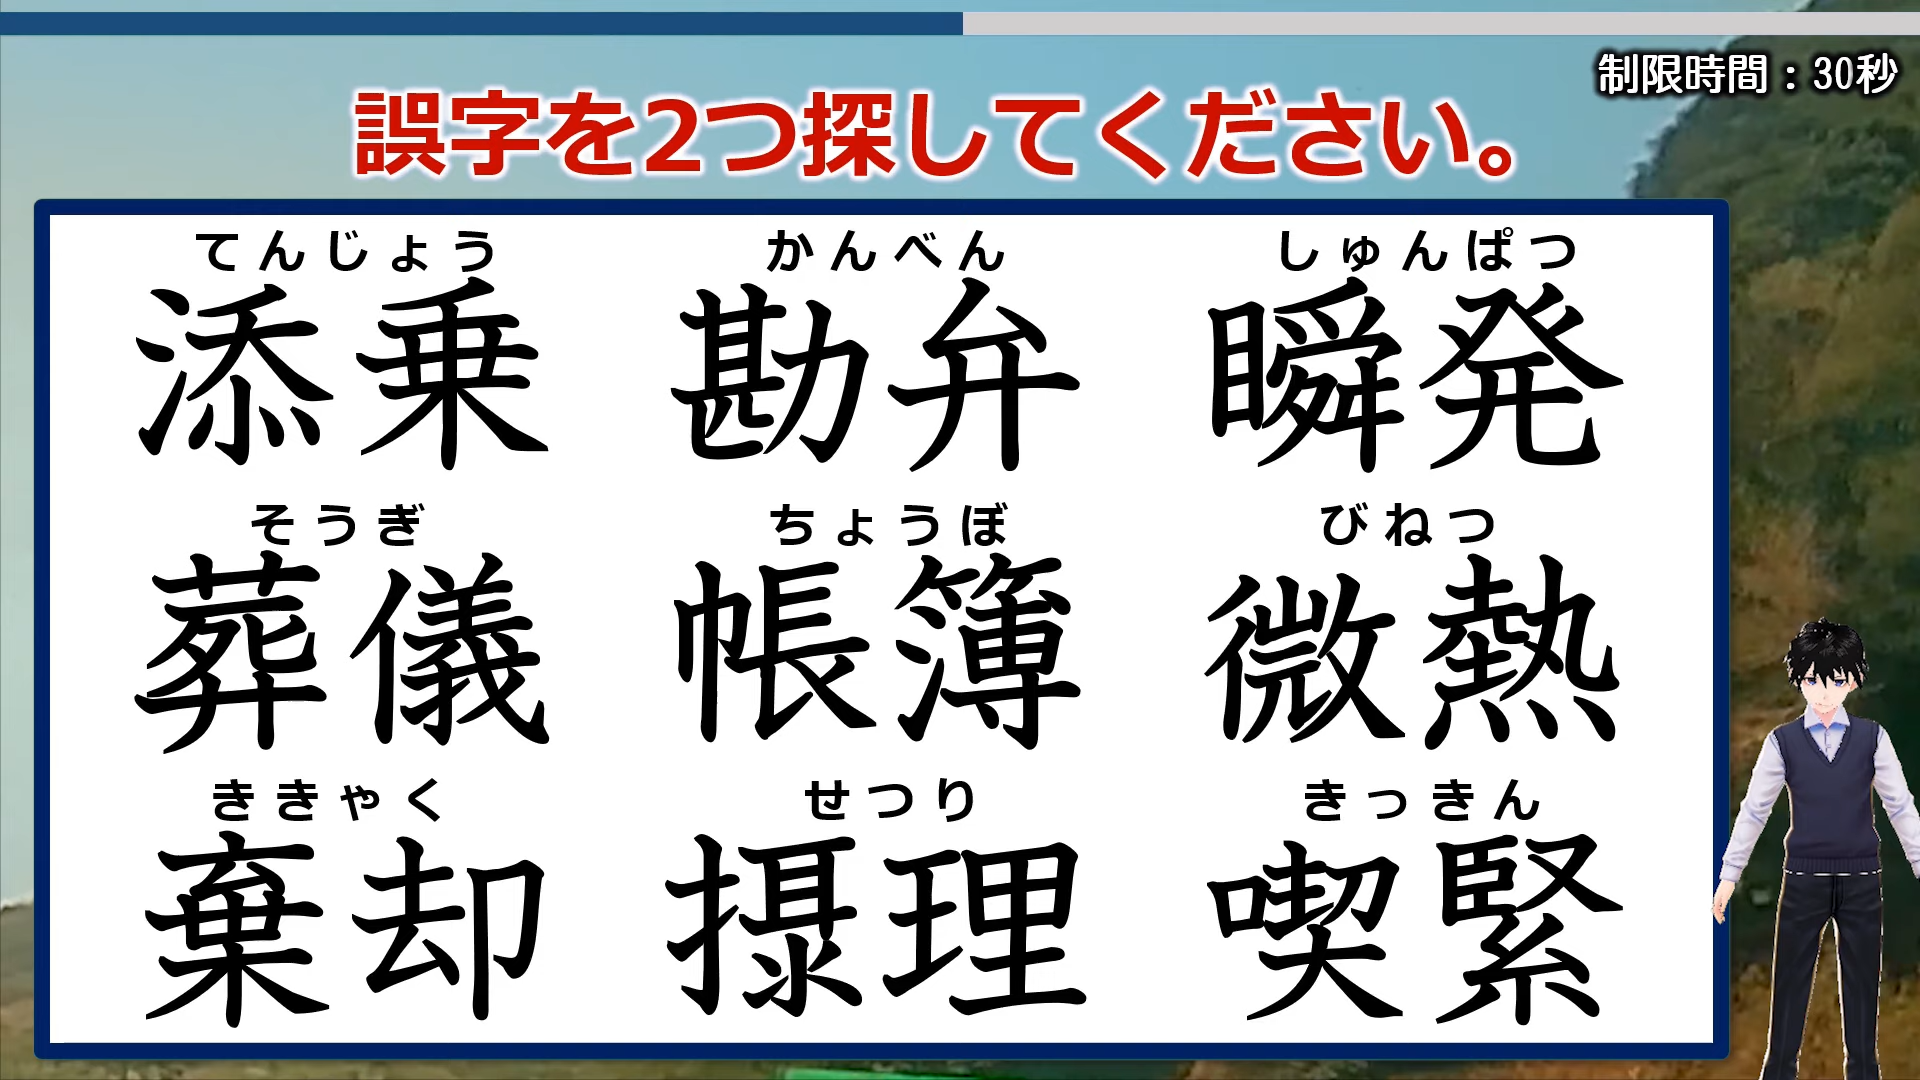 制限時間：30秒
誤字を2つ探してください。
てんじょう かんべん しゅんぱつ
添乗 勘弁 瞬発
そうぎ ちょうぼ びねつ
葬儀 帳簿 微熱
ききゃく せつり きっきん
棄却 摂理 喫緊